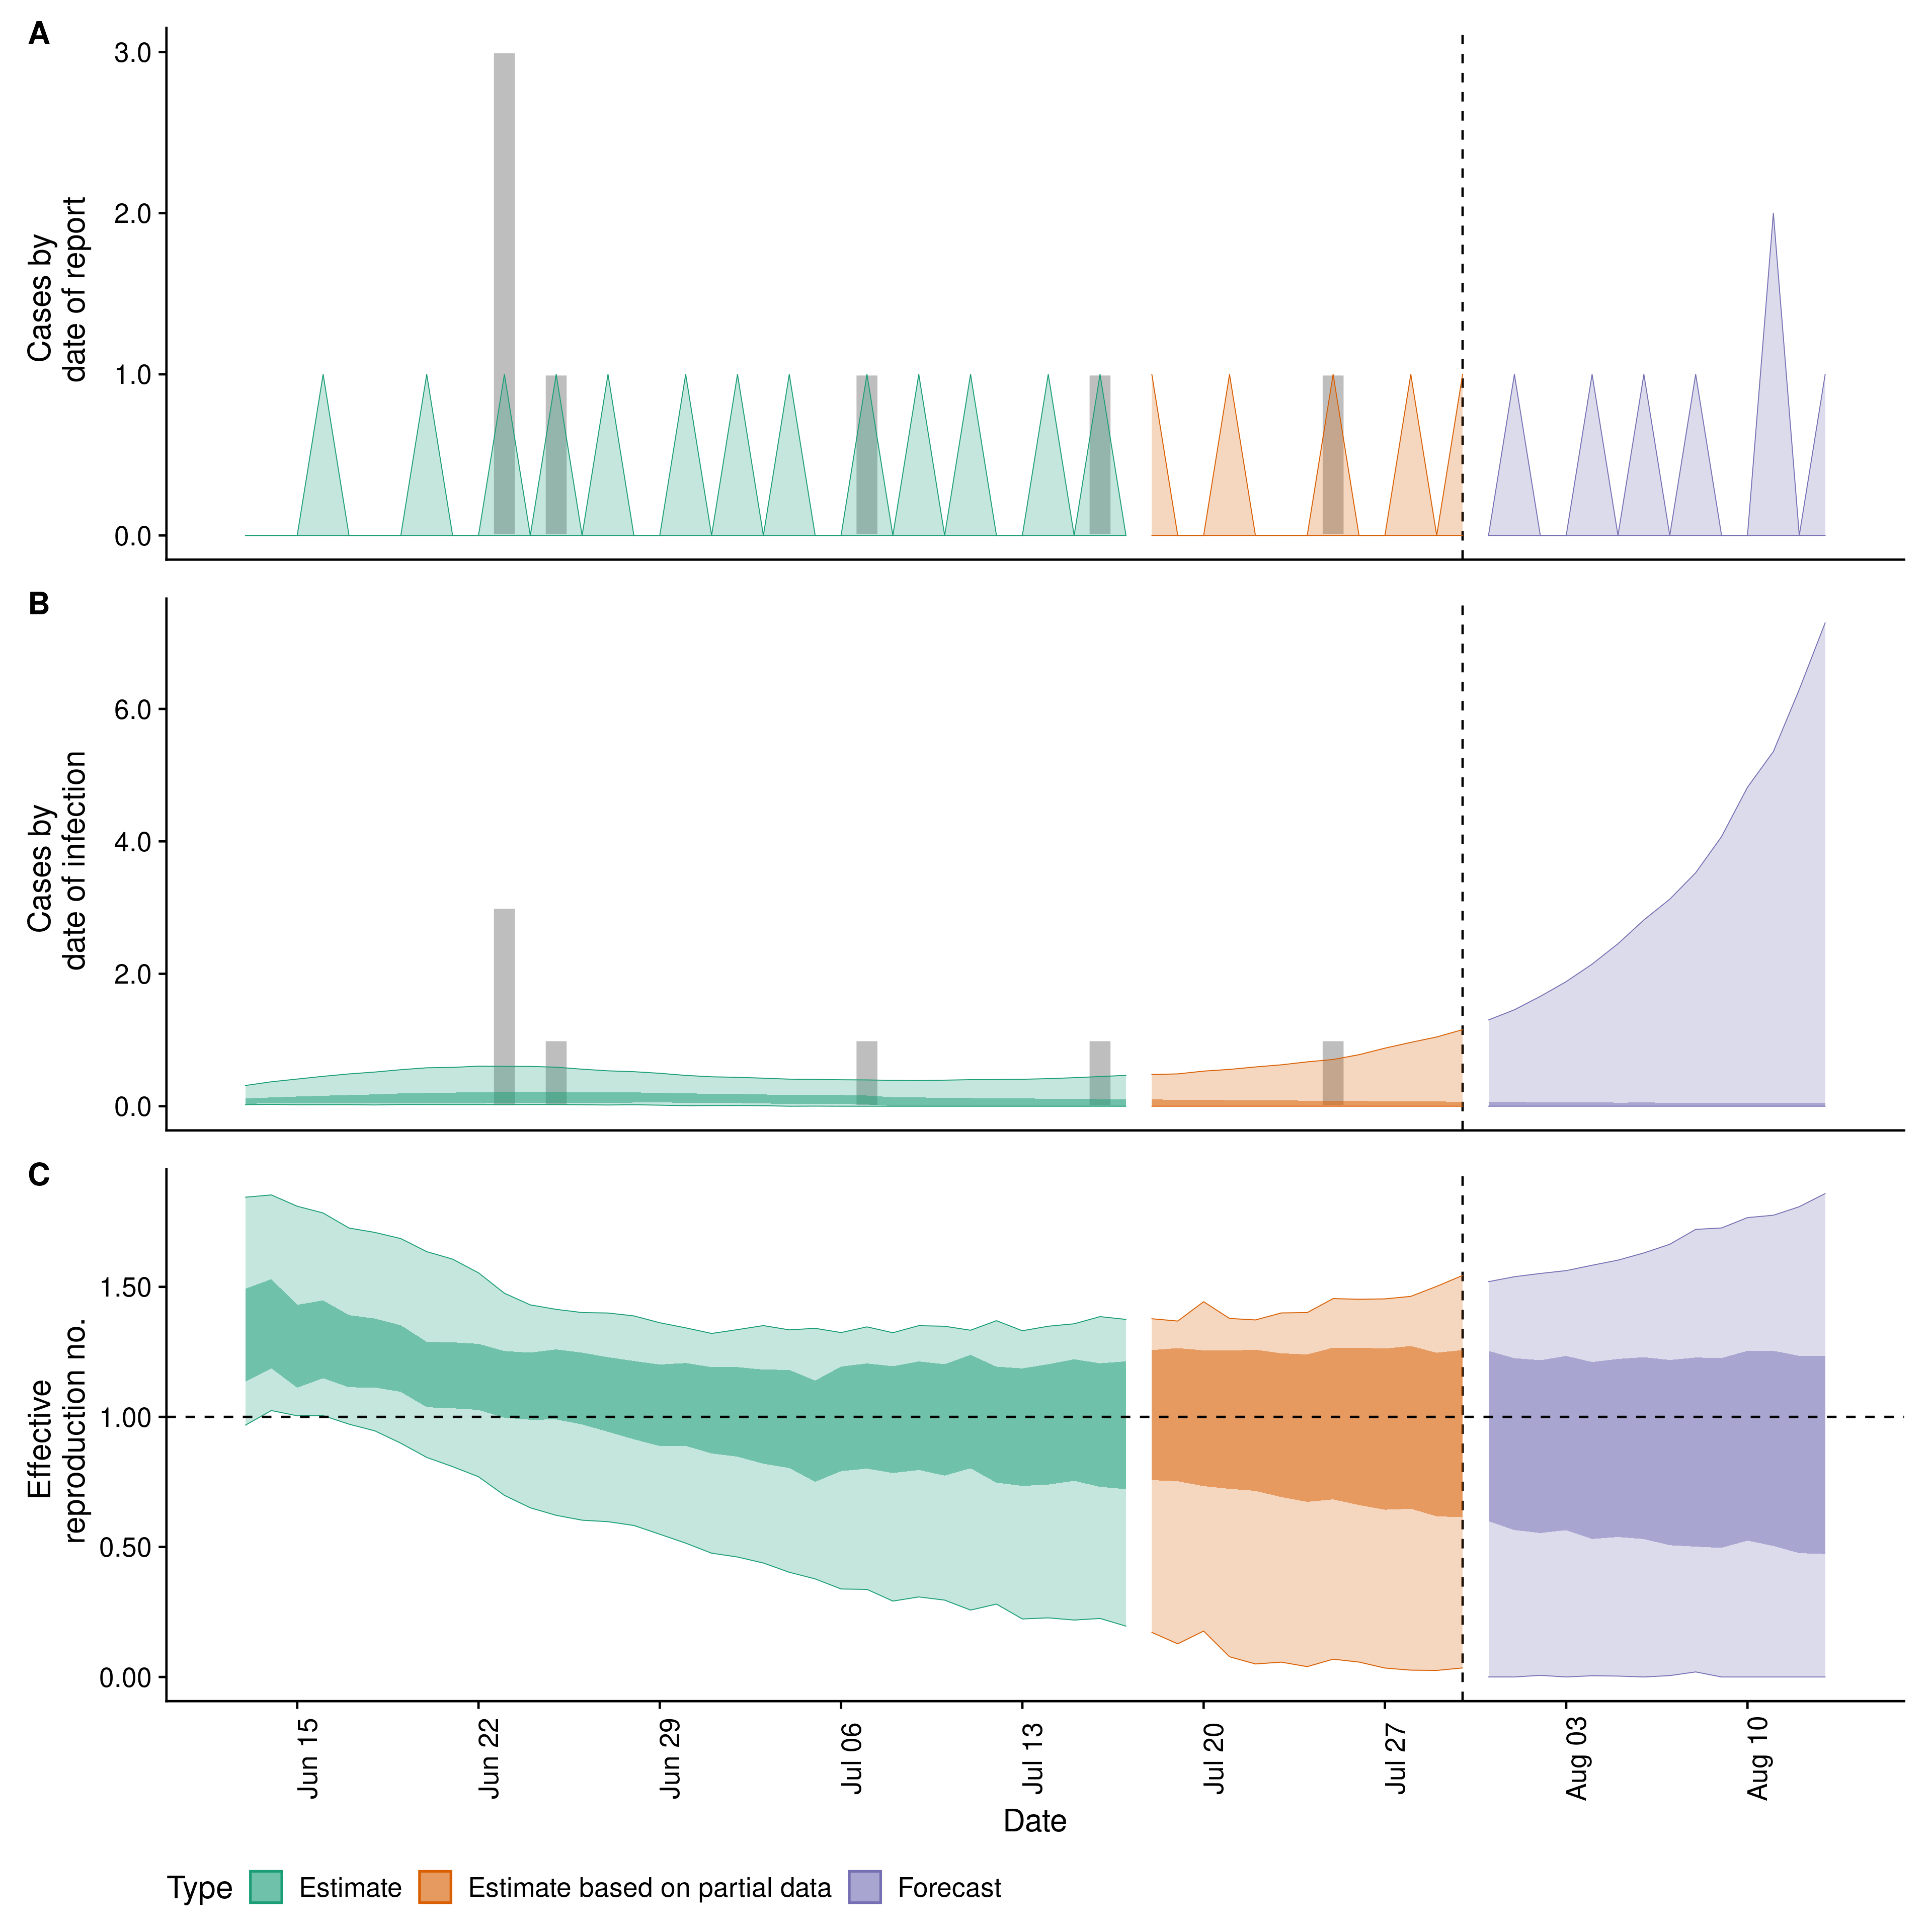 A
Cases by
date of report
3.0
2.0
1.0
0.0
B
Cases by
date of infection
6.0
4.0
2.0
0.0
C
Effective
reproduction no.
1.50
1.00
0.50
0.00
Jun 15
Jun 22
Jun 29
Jul 06
Jul 13
Jul 20
Jul 27
Aug 03
Aug 10
Date
Type Estimate Estimate based on partial data Forecast